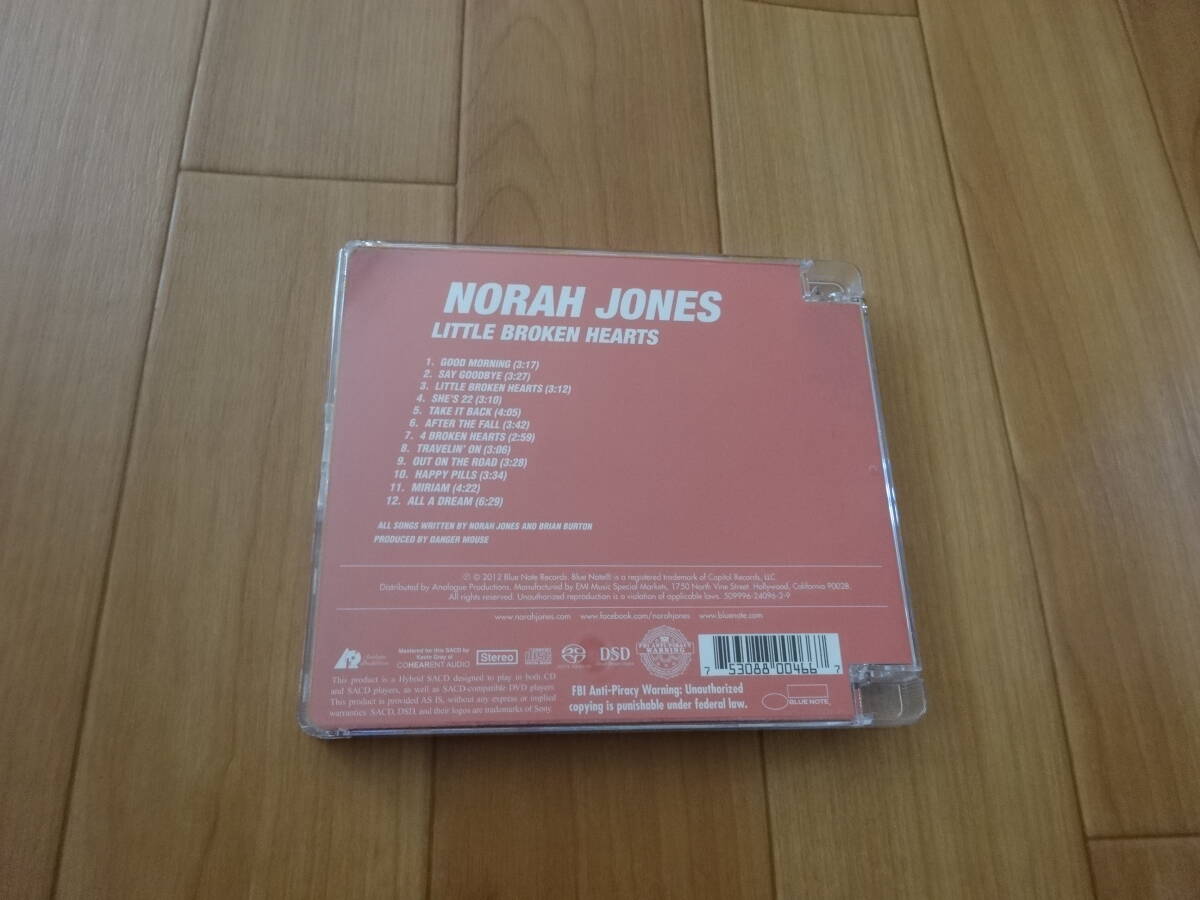 NORAH JONES
LITTLE BROKEN HEARTS
1. GOOD MORNING (3:17)
2. SAY GOODBYE (3:27)
3. LITTLE BROKEN HEARTS (3:12)
4. SHE'S 22 (3:10)
5. TAKE IT BACK (4:05)
6. AFTER THE FALL (3:42)
7. 4 BROKEN HEARTS (2:59)
8. TRAVELIN' ON (3:06)
9. OUT ON THE ROAD (3:28)
10. HAPPY PILLS (3:34)
11. MIRIAM (4:22)
12. ALL A DREAM (6:29)
ALL SONGS WRITTEN BY NORAH JONES AND BRIAN BURTON
PRODUCED BY DANGER MOUSE
℗ © 2012 Blue Note Records. Blue Note® is a registered trademark of Capitol Records, LLC
Distributed by Analogue Productions. Manufactured by EMI Music Special Markets, 1750 North Vine Street. Hollywood, California 90028.
All rights reserved. Unauthorized reproduction is a violation of applicable laws. 509996-24096-2-9
www.norahjones.com www.facebook.com/norahjones www.bluenote.com
Mastered for this SACD by
Kevin Gray at
COHEARENT AUDIO
Stereo
DSD
FBI ANTI-PIRACY
WARNING
7 53088 00466 7
This product is a Hybrid SACD designed to play in both CD
and SACD players, as well as SACD-compatible DVD players.
This product is provided AS IS, without any express or implied
warranties. SACD, DSD, and their logos are trademarks of Sony.
FBI Anti-Piracy Warning: Unauthorized
copying is punishable under federal law.
BLUE NOTE